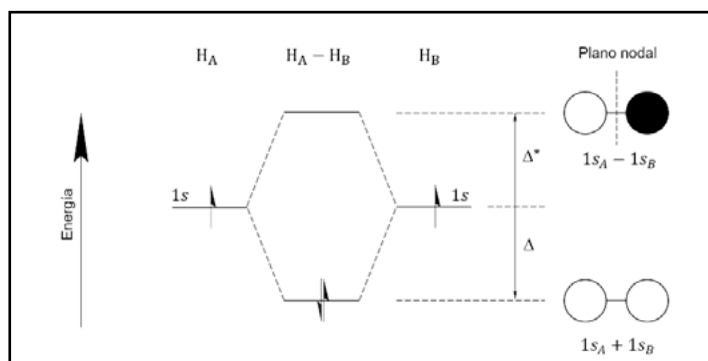 Plano nodal
H_A
H_A − H_B
H_B
1s_A − 1s_B
Δ*
1s
1s
Energia
Δ
1s_A + 1s_B